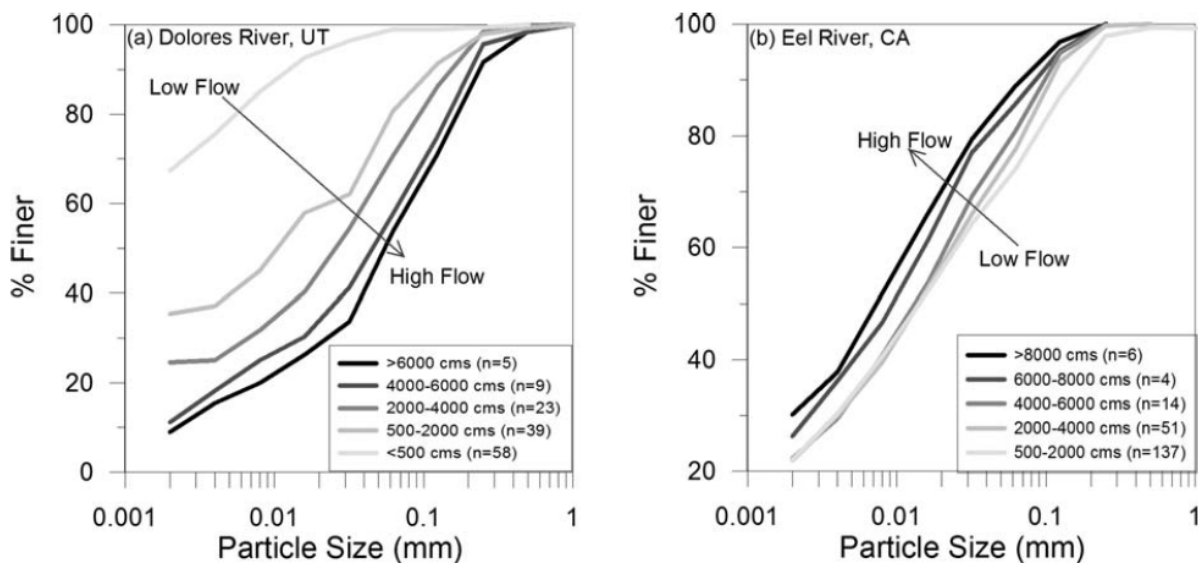 (a) Dolores River, UT
% Finer
100
80
60
40
20
0
Low Flow
High Flow
>6000 cms (n=5)
4000-6000 cms (n=9)
2000-4000 cms (n=23)
500-2000 cms (n=39)
<500 cms (n=58)
0.001 0.01 0.1 1
Particle Size (mm)
(b) Eel River, CA
% Finer
100
80
60
40
20
High Flow
Low Flow
>8000 cms (n=6)
6000-8000 cms (n=4)
4000-6000 cms (n=14)
2000-4000 cms (n=51)
500-2000 cms (n=137)
0.001 0.01 0.1 1
Particle Size (mm)